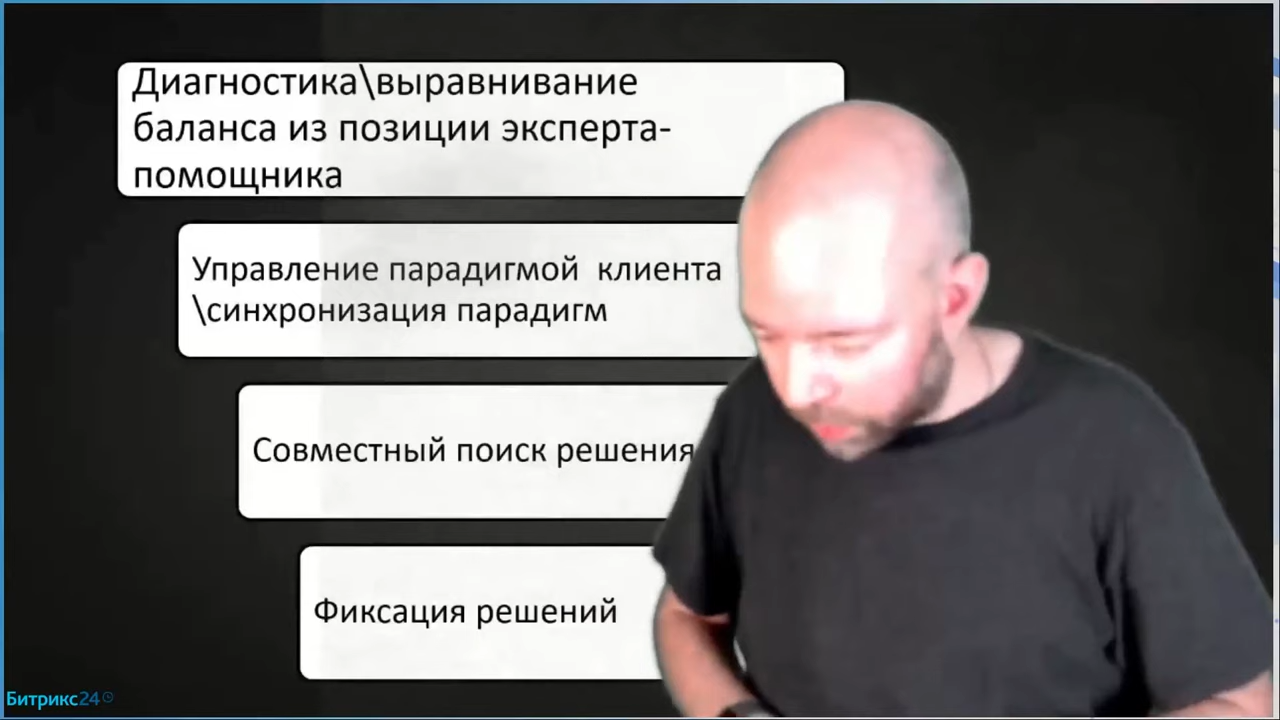 Диагностика\выравнивание
баланса из позиции эксперта-
помощника
Управление парадигмой клиента
\синхронизация парадигм
Совместный поиск решения
Фиксация решений
Битрикс24